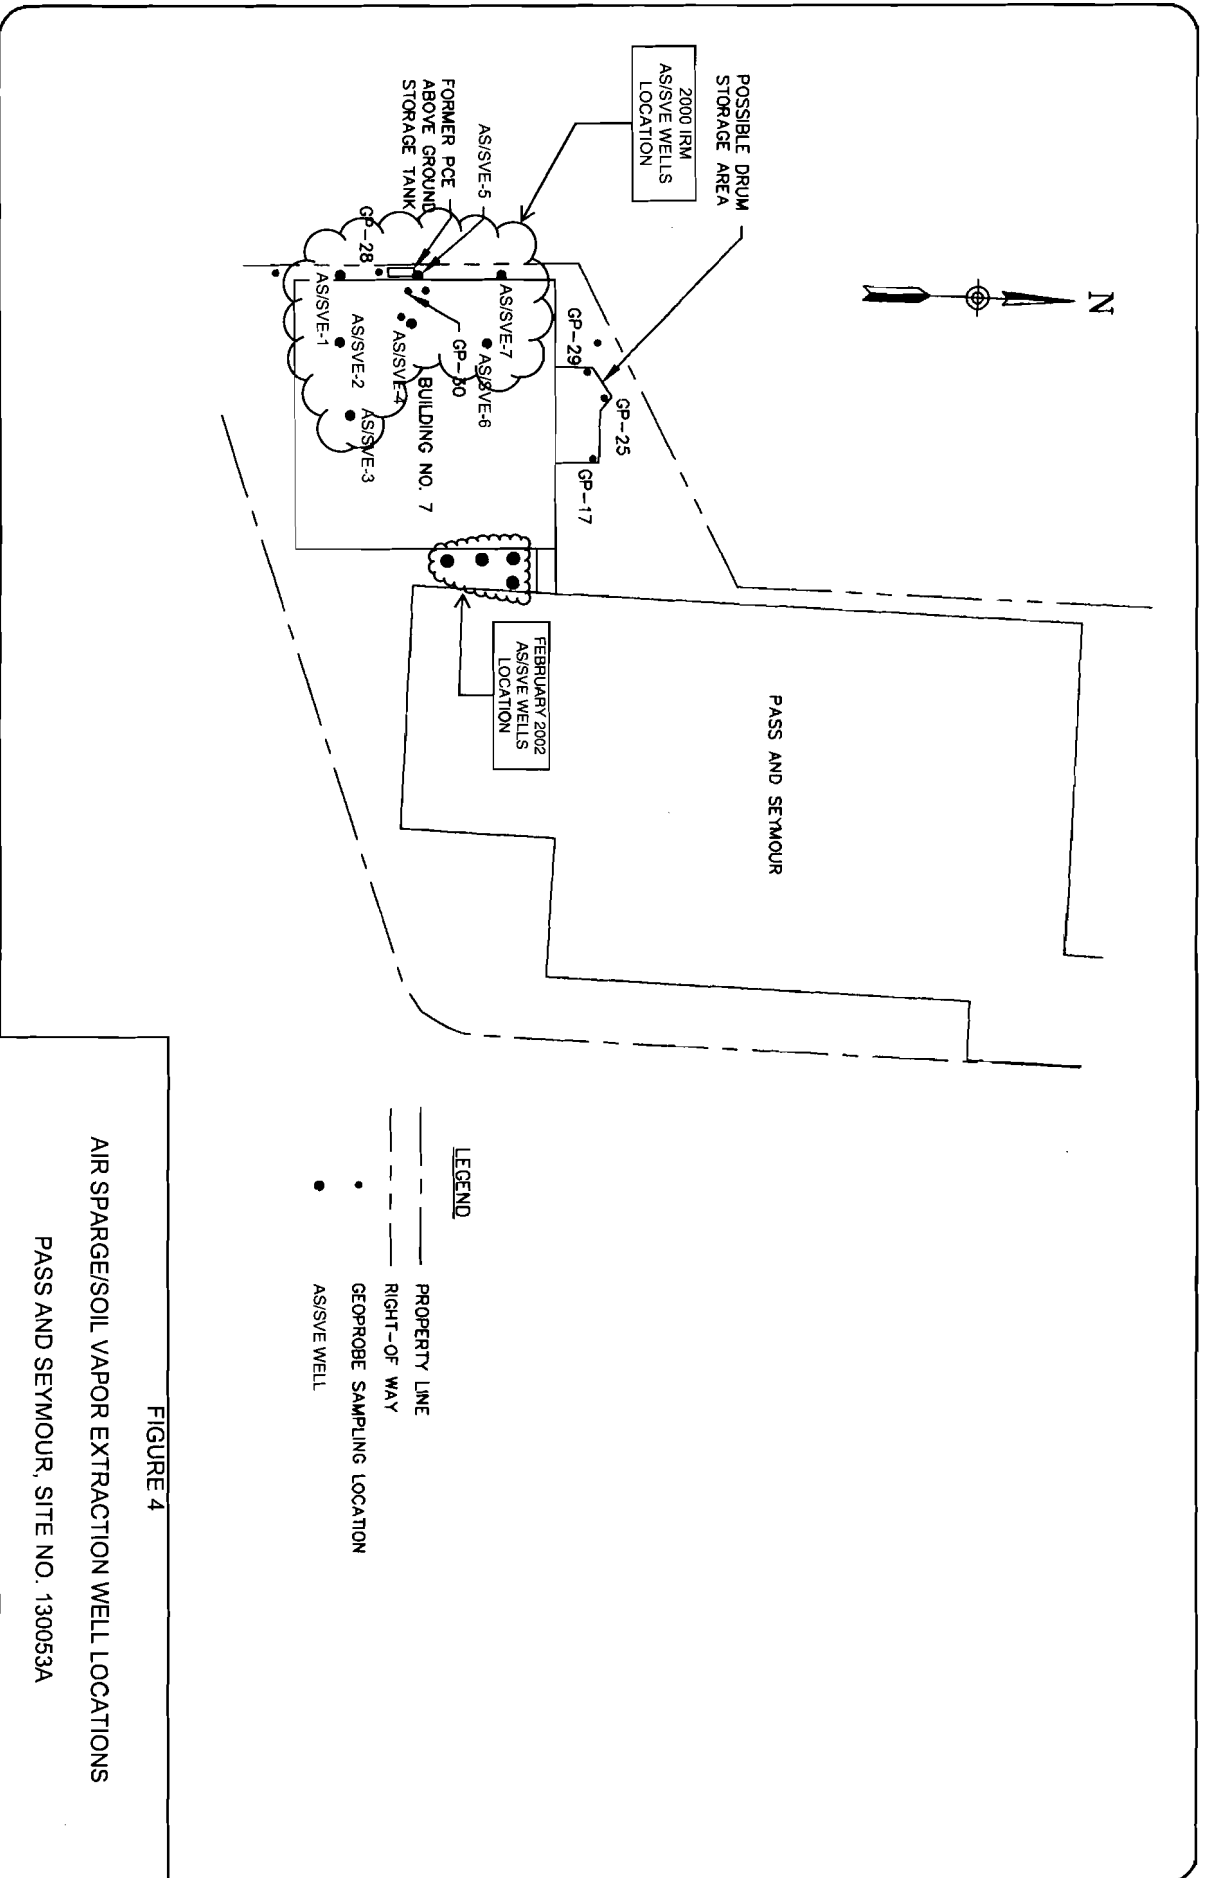 POSSIBLE DRUM
STORAGE AREA
2000 IRM
AS/SVE WELLS
LOCATION
AS/SVE-5
FORMER PCE
ABOVE GROUND
STORAGE TANK
N
GP-28
AS/SVE-1
AS/SVE-2
AS/SVE-3
AS/SVE-4
GP-30
AS/SVE-7
AS/SVE-6
BUILDING NO. 7
GP-29
GP-25
GP-17
FEBRUARY 2002
AS/SVE WELLS
LOCATION
PASS AND SEYMOUR
LEGEND
PROPERTY LINE
RIGHT-OF WAY
GEOPROBE SAMPLING LOCATION
AS/SVE WELL
FIGURE 4
AIR SPARGE/SOIL VAPOR EXTRACTION WELL LOCATIONS
PASS AND SEYMOUR, SITE NO. 130053A